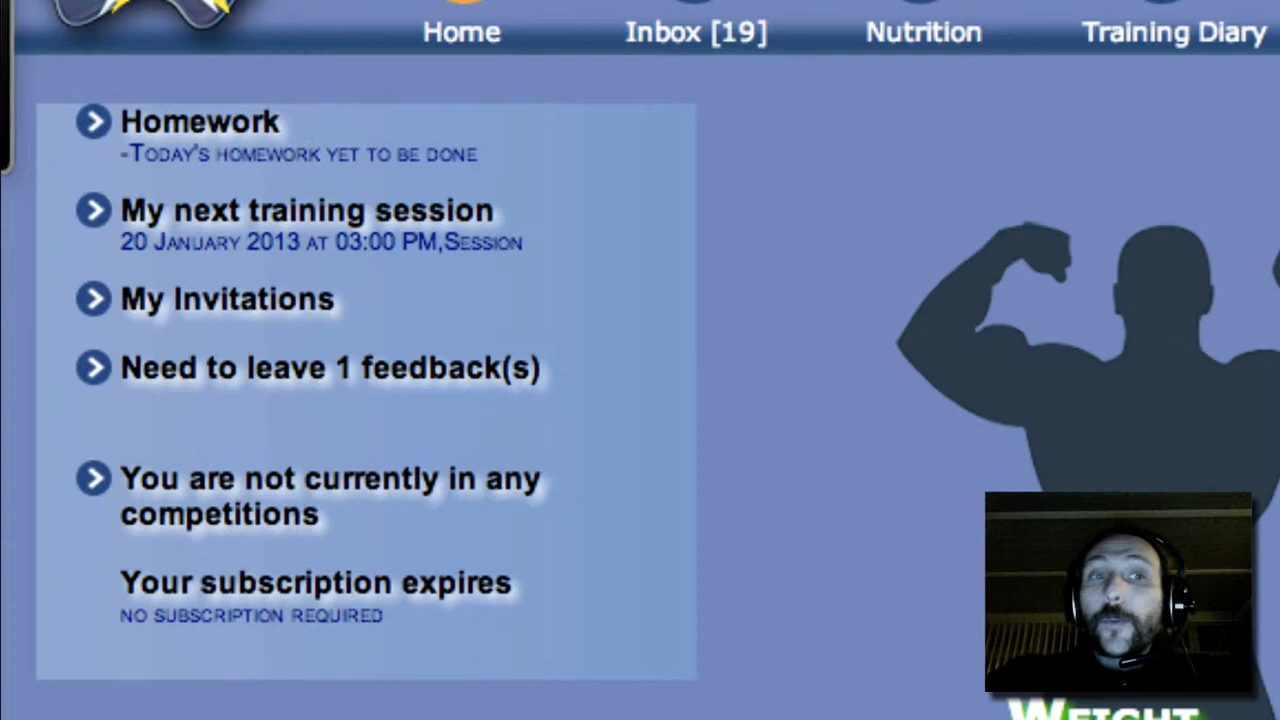 Home
Inbox [19]
Nutrition
Training Diary
Homework
-Today's homework yet to be done
My next training session
20 January 2013 at 03:00 PM,Session
My Invitations
Need to leave 1 feedback(s)
You are not currently in any
competitions
Your subscription expires
no subscription required
Weight